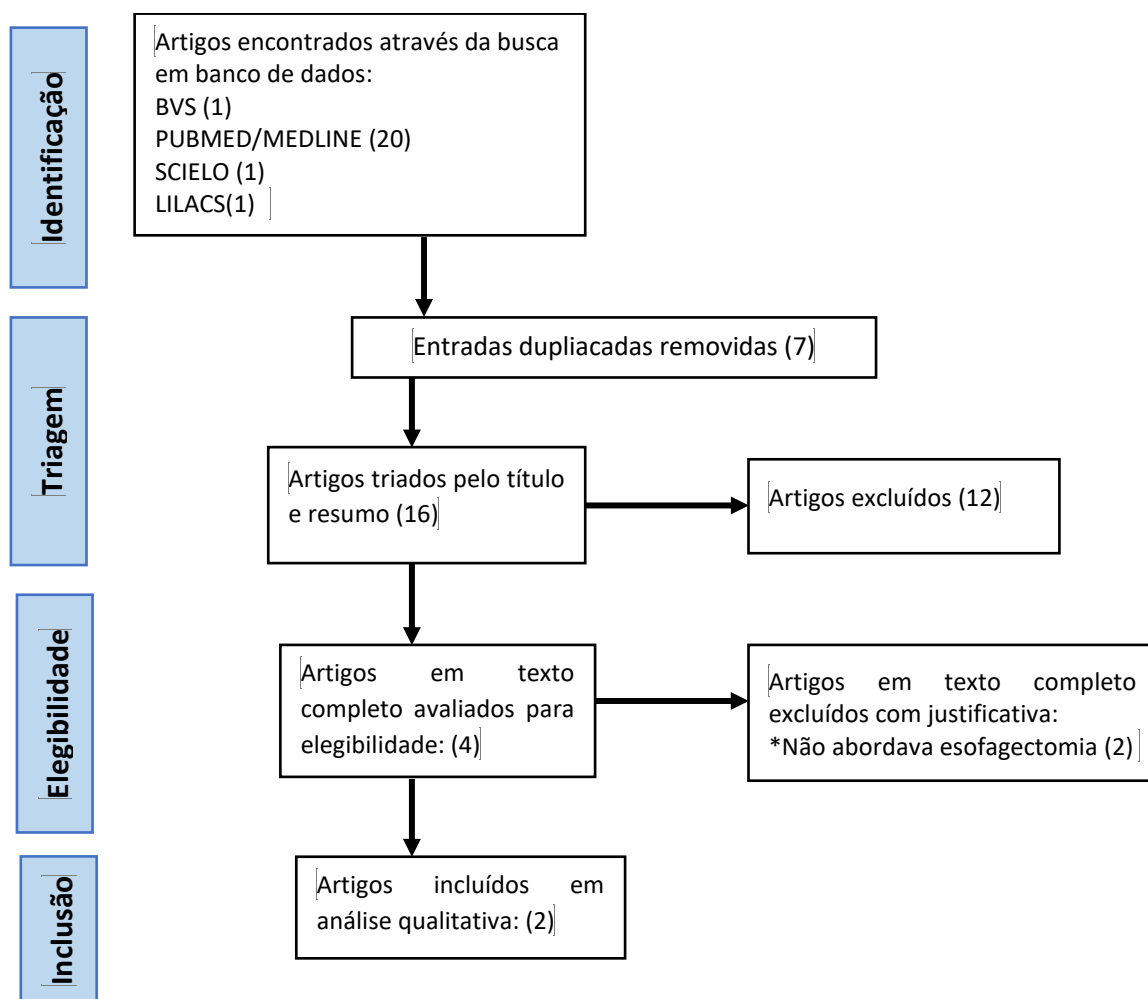 Identificação
Artigos encontrados através da busca
em banco de dados:
BVS (1)
PUBMED/MEDLINE (20)
SCIELO (1)
LILACS(1)
Triagem
Entradas dupliacadas removidas (7)
Artigos triados pelo título
e resumo (16)
Artigos excluídos (12)
Elegibilidade
Artigos em texto
completo avaliados para
elegibilidade: (4)
Artigos em texto completo
excluídos com justificativa:
*Não abordava esofagectomia (2)
Inclusão
Artigos incluídos em
análise qualitativa: (2)